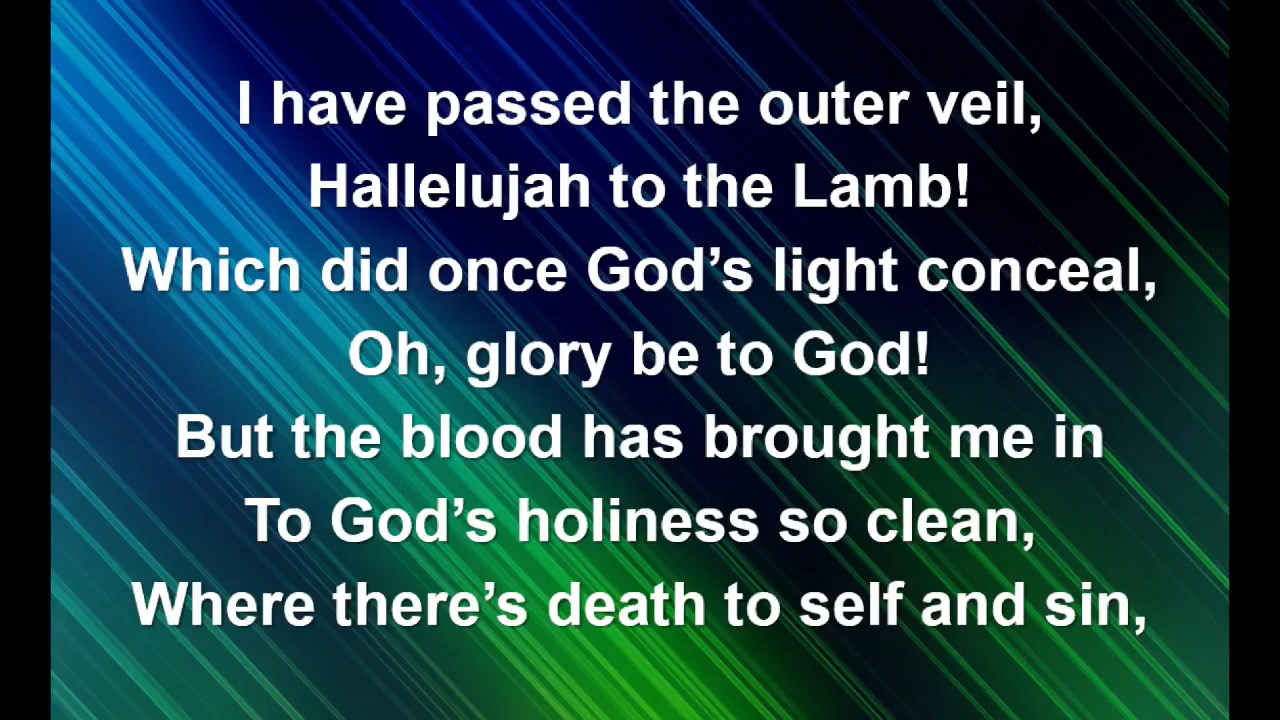 I have passed the outer veil,
Hallelujah to the Lamb!
Which did once God’s light conceal,
Oh, glory be to God!
But the blood has brought me in
To God’s holiness so clean,
Where there’s death to self and sin,